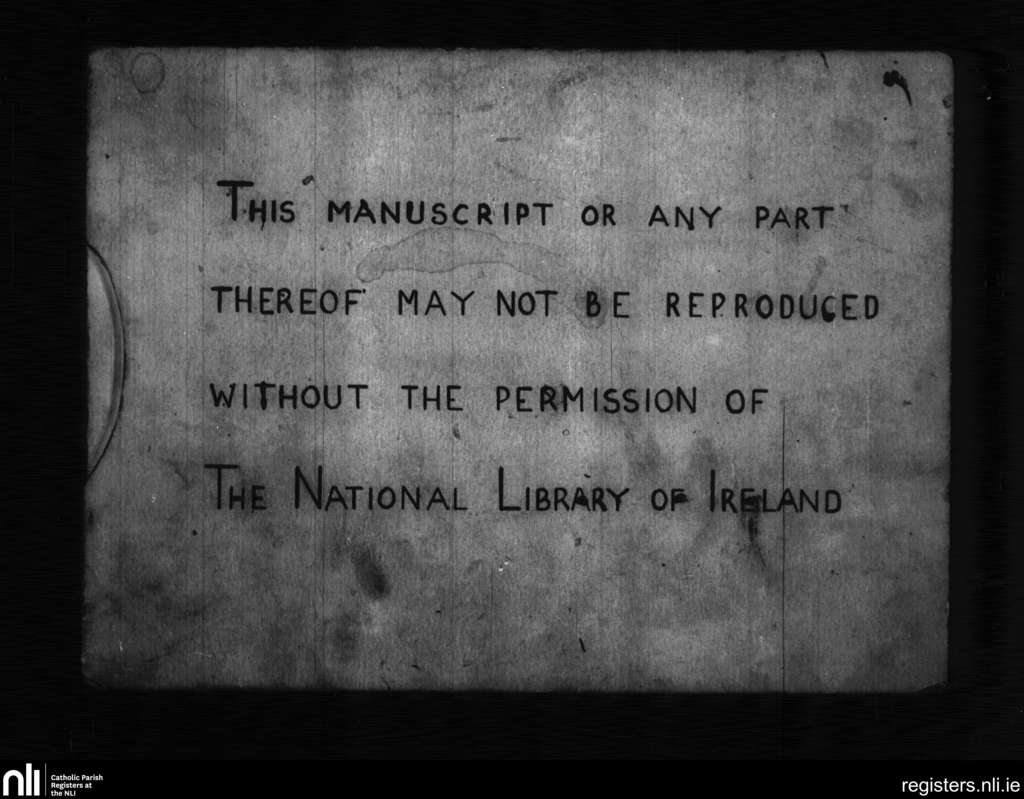 THIS MANUSCRIPT OR ANY PART
THEREOF MAY NOT BE REPRODUCED
WITHOUT THE PERMISSION OF
THE NATIONAL LIBRARY OF IRELAND
nli
Catholic Parish
Registers at
the NLI
registers.nli.ie